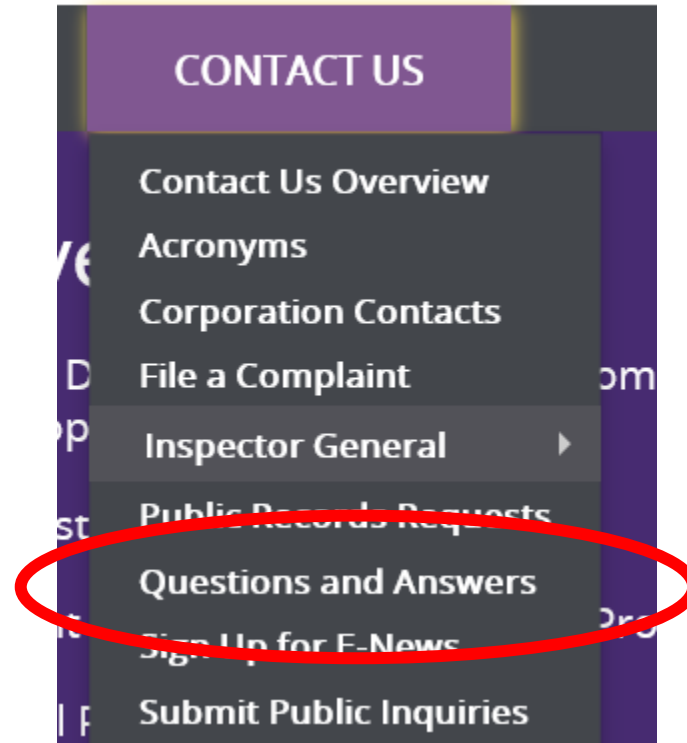 CONTACT US
Contact Us Overview
Acronyms
Corporation Contacts
File a Complaint
Inspector General
Public Records Requests
Questions and Answers
Sign Up for E-News
Submit Public Inquiries